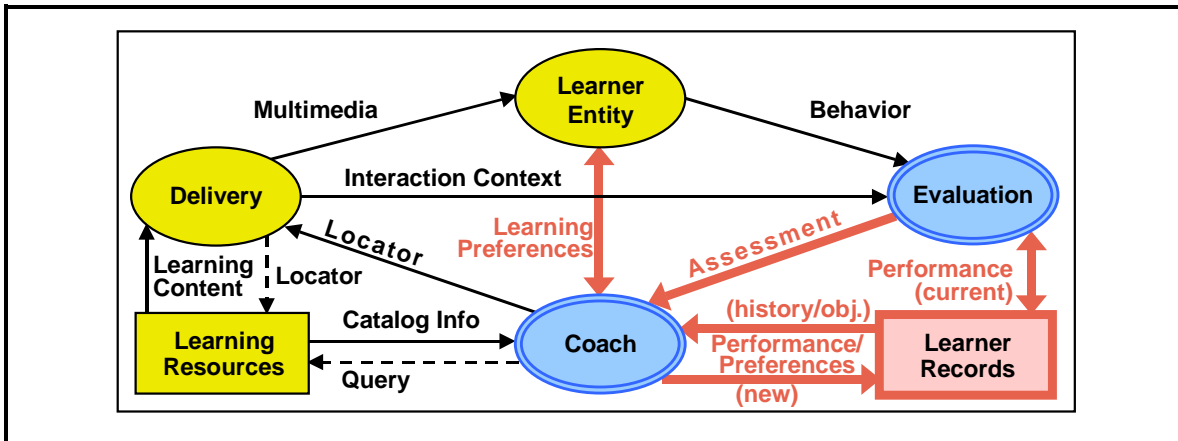 Learner
Entity
Multimedia
Behavior
Delivery
Interaction Context
Evaluation
Learning
Preferences
Locator
Assessment
Learning
Content
Locator
Performance
(current)
Learning
Resources
Catalog Info
Query
Coach
(history/obj.)
Performance/
Preferences
(new)
Learner
Records